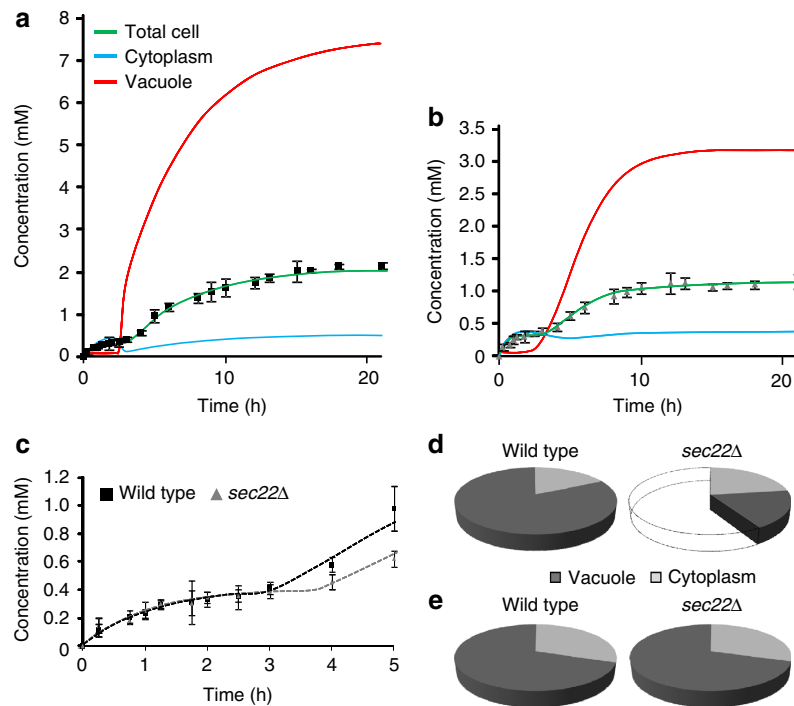 a
8
7
6
5
4
3
2
1
0
Concentration (mM)
Total cell
Cytoplasm
Vacuole
0
10
20
Time (h)
b
3.5
3.0
2.5
2.0
1.5
1.0
0.5
0
Concentration (mM)
0
10
20
Time (h)
c
1.2
1.0
0.8
0.6
0.4
0.2
0
Concentration (mM)
Wild type
sec22Δ
0
1
2
3
4
5
Time (h)
d
Wild type
sec22Δ
Vacuole
Cytoplasm
e
Wild type
sec22Δ